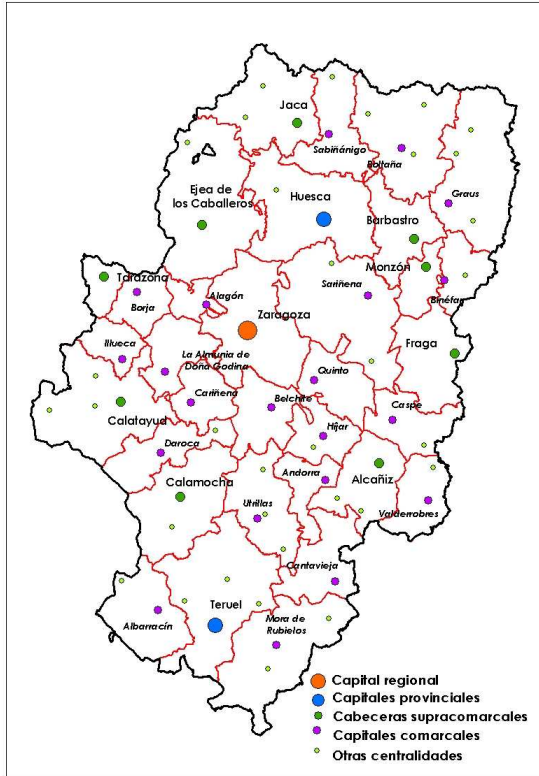 Jaca
Sabiñánigo
Boltaña
Ejea de
los Caballeros
Huesca
Graus
Barbastro
Monzón
Tarazona
Sariñena
Binéfar
Alagón
Borja
Zaragoza
Illueca
Fraga
La Almunia de
Doña Godina
Quinto
Cariñena
Belchite
Caspe
Calatayud
Híjar
Daroca
Andorra
Alcañiz
Calamocha
Utrillas
Valderrobres
Cantavieja
Teruel
Albarracín
Mora de
Rubielos
Capital regional
Capitales provinciales
Cabeceras supracomarcales
Capitales comarcales
Otras centralidades